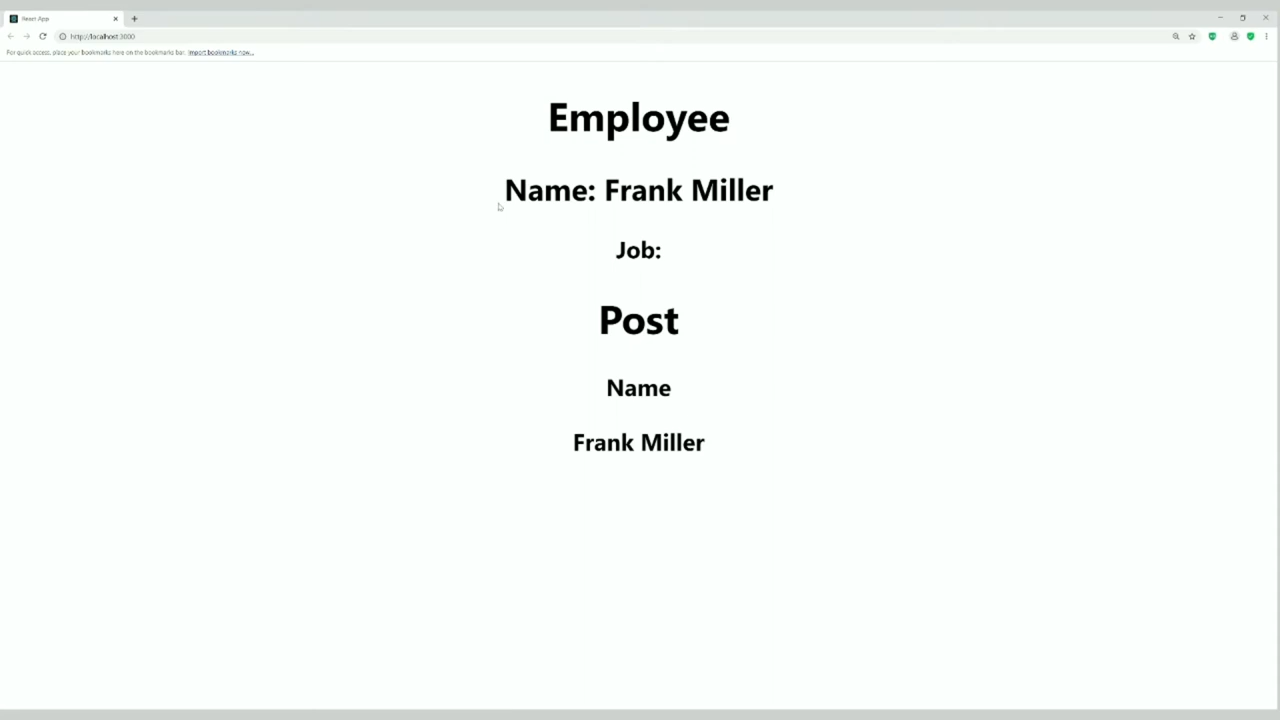 React App
http://localhost:3000
For quick access, place your bookmarks here on the bookmarks bar. Import bookmarks now...
Employee
Name: Frank Miller
Job:
Post
Name
Frank Miller